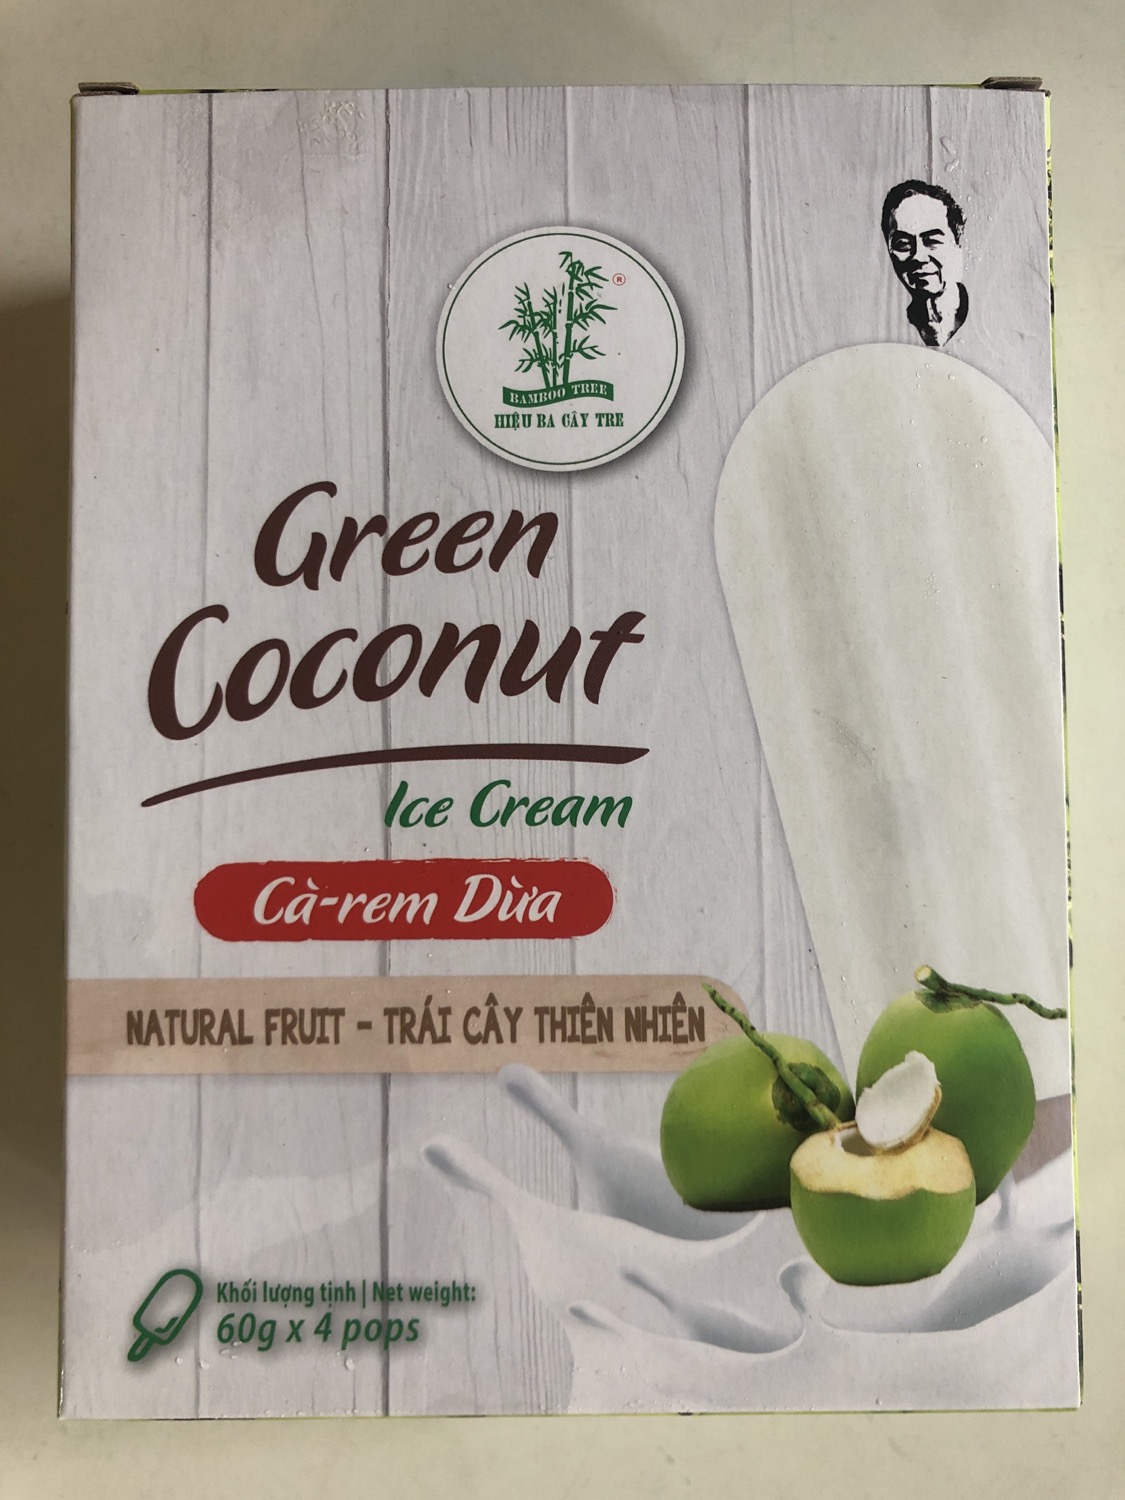 ®
BAMBOO TREE
HIỆU BA CÂY TRE
Green
Coconut
Ice Cream
Cà-rem Dừa
NATURAL FRUIT - TRÁI CÂY THIÊN NHIÊN
Khối lượng tịnh | Net weight:
60g x 4 pops